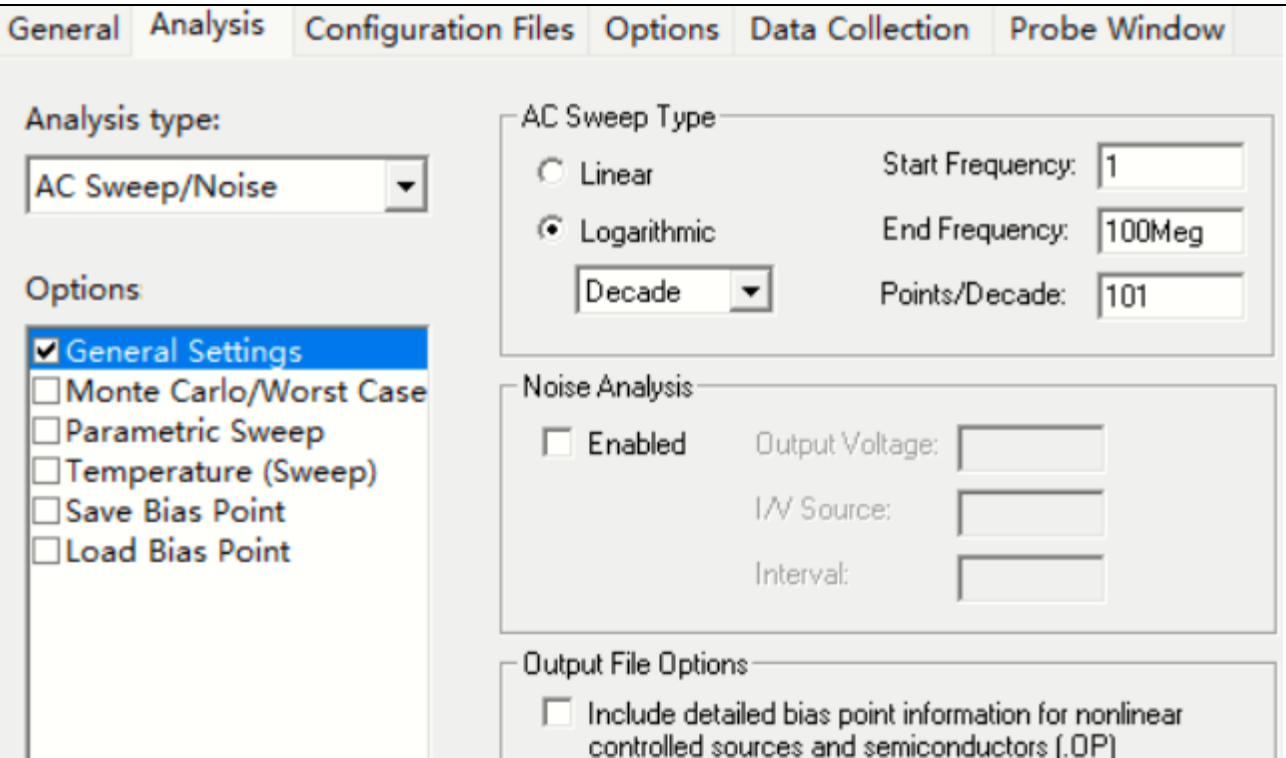 General Analysis Configuration Files Options Data Collection Probe Window
Analysis type:
AC Sweep/Noise
Options:
General Settings
Monte Carlo/Worst Case
Parametric Sweep
Temperature (Sweep)
Save Bias Point
Load Bias Point
AC Sweep Type
Linear
Logarithmic
Decade
Start Frequency: 1
End Frequency: 100Meg
Points/Decade: 101
Noise Analysis
Enabled
Output Voltage:
I/V Source:
Interval:
Output File Options
Include detailed bias point information for nonlinear
controlled sources and semiconductors (.OP)